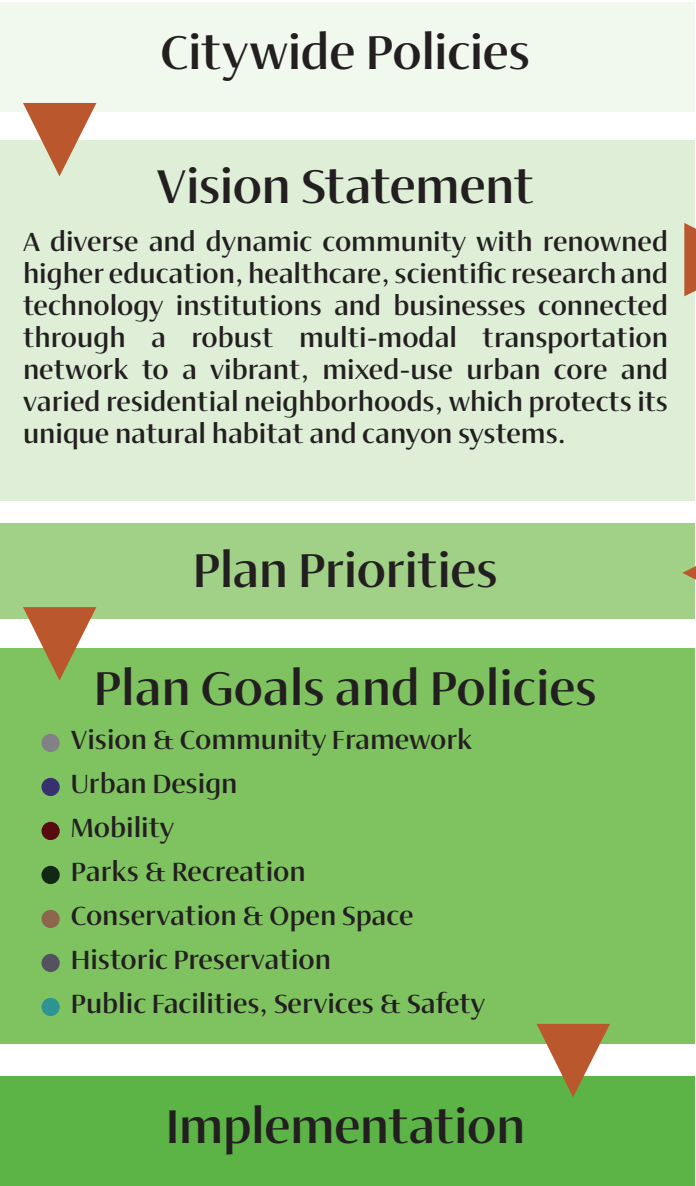 Citywide Policies
Vision Statement
A diverse and dynamic community with renowned
higher education, healthcare, scientific research and
technology institutions and businesses connected
through a robust multi-modal transportation
network to a vibrant, mixed-use urban core and
varied residential neighborhoods, which protects its
unique natural habitat and canyon systems.
Plan Priorities
Plan Goals and Policies
Vision & Community Framework
Urban Design
Mobility
Parks & Recreation
Conservation & Open Space
Historic Preservation
Public Facilities, Services & Safety
Implementation